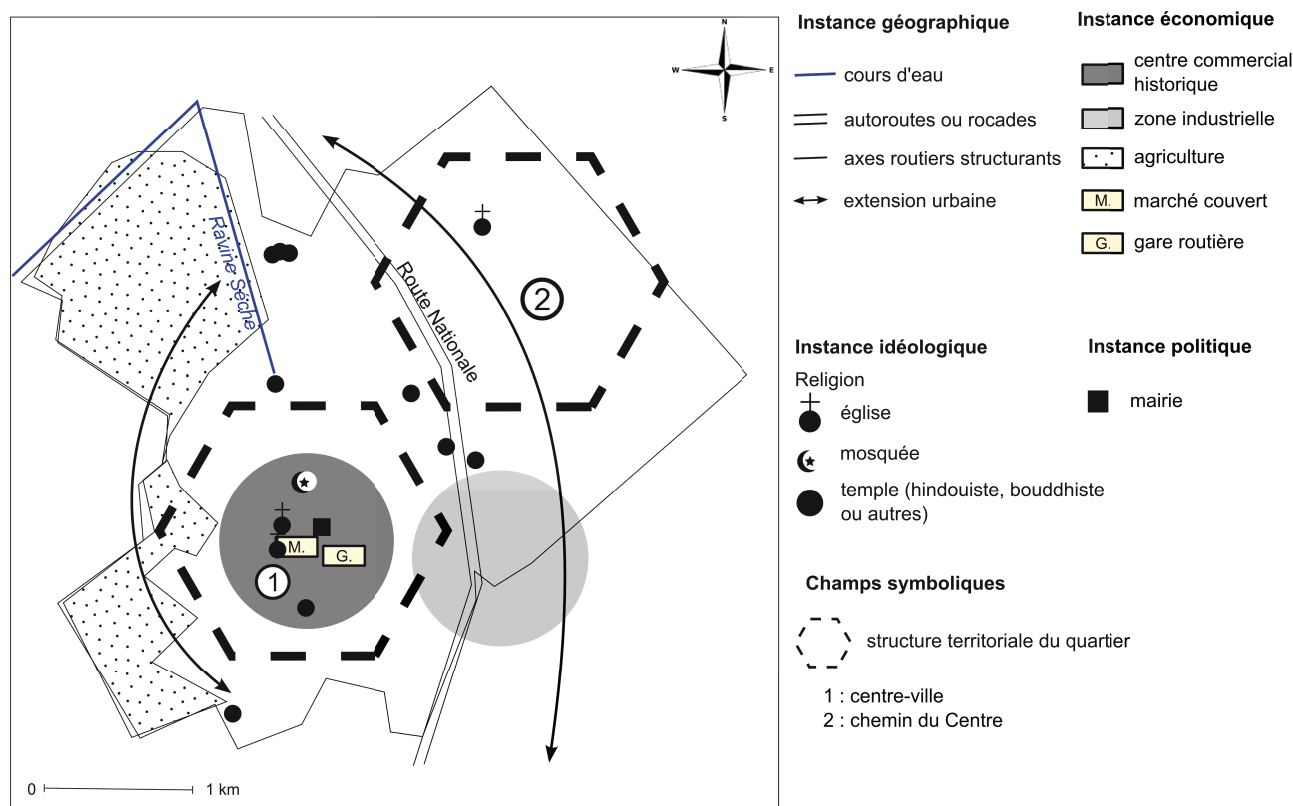 N
W
E
S
Ravine Sèche
Route Nationale
2
M.
G.
1
0
1 km
Instance géographique
cours d'eau
autoroutes ou rocades
axes routiers structurants
extension urbaine
Instance économique
centre commercial
historique
zone industrielle
agriculture
M.
marché couvert
G.
gare routière
Instance idéologique
Religion
église
mosquée
temple (hindouiste, bouddhiste
ou autres)
Instance politique
mairie
Champs symboliques
structure territoriale du quartier
1 : centre-ville
2 : chemin du Centre